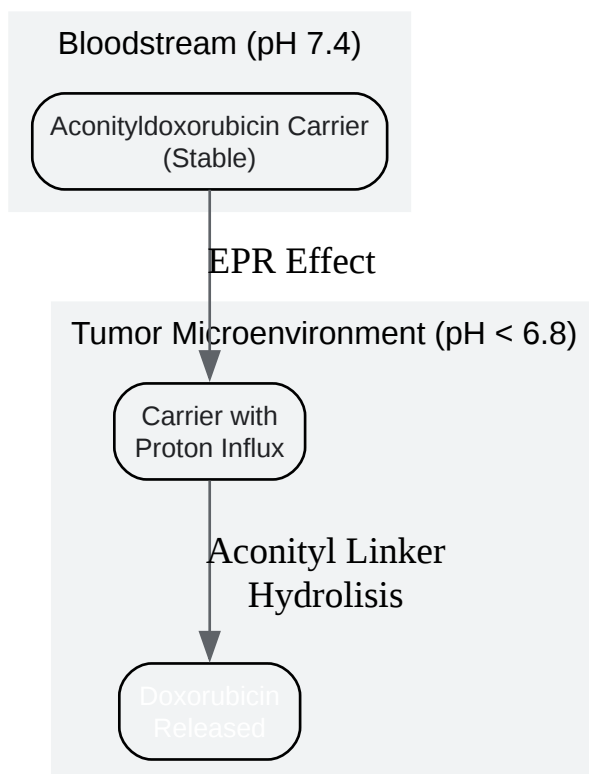 Bloodstream (pH 7.4)
Aconityldoxorubicin Carrier
(Stable)
EPR Effect
Tumor Microenvironment (pH < 6.8)
Carrier with
Proton Influx
Aconityl Linker
Hydrolisis
Doxorubicin
Released